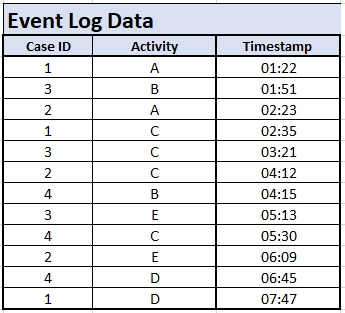 Event Log Data
Case ID Activity Timestamp
1 A 01:22
3 B 01:51
2 A 02:23
1 C 02:35
3 C 03:21
2 C 04:12
4 B 04:15
3 E 05:13
4 C 05:30
2 E 06:09
4 D 06:45
1 D 07:47